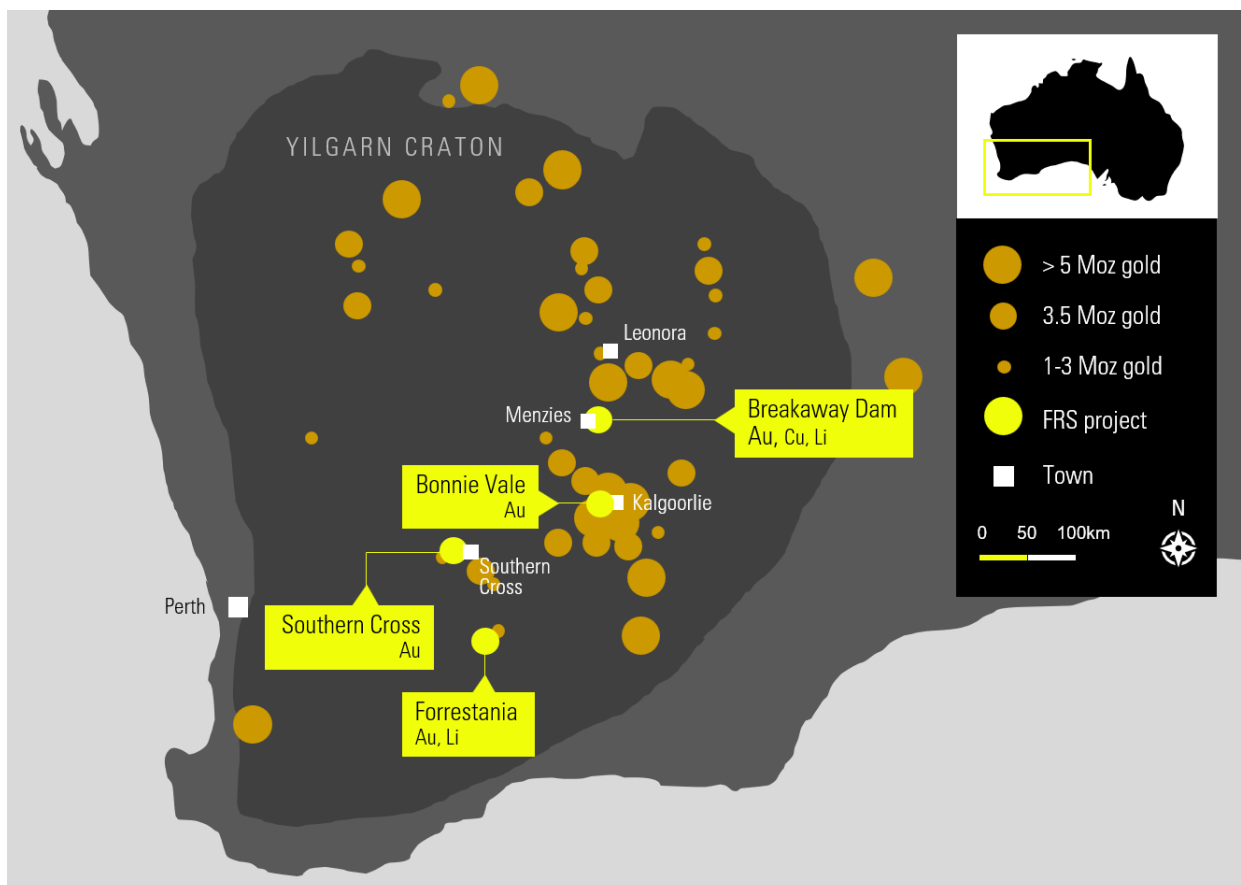 YILGARN CRATON
Leonora
Menzies
Breakaway Dam
Au, Cu, Li
Bonnie Vale
Au
Kalgoorlie
Southern
Cross
Perth
Southern Cross
Au
Forrestania
Au, Li
> 5 Moz gold
3.5 Moz gold
1-3 Moz gold
FRS project
Town
N
0 50 100km